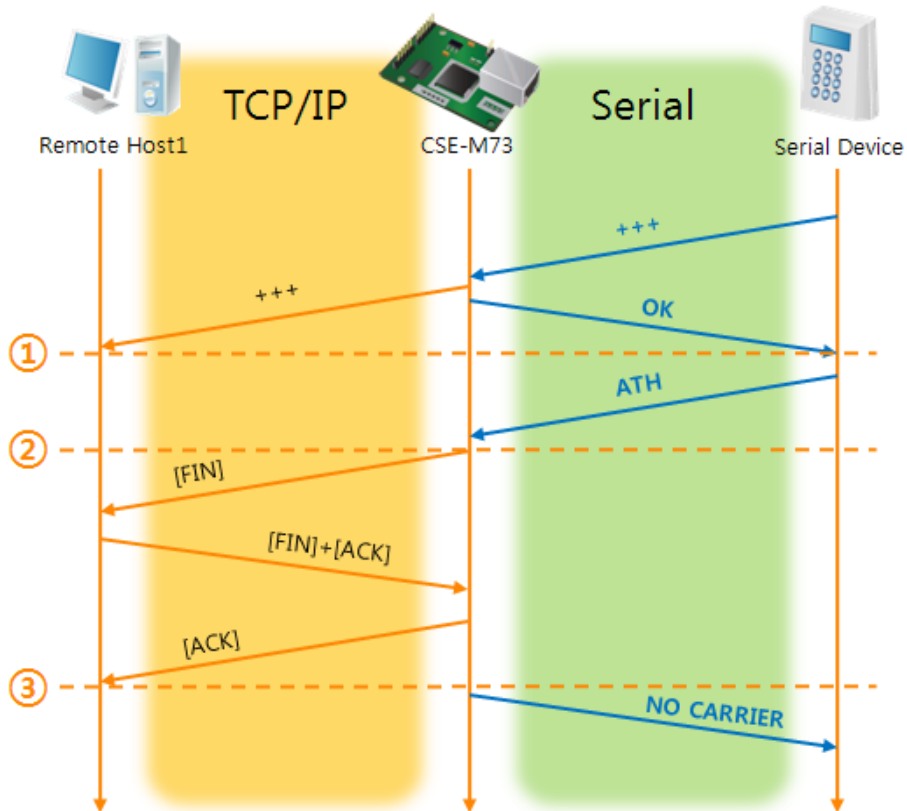 TCP/IP
Serial
Remote Host1
CSE-M73
Serial Device
+++
+++
OK
①
ATH
②
[FIN]
[FIN]+[ACK]
[ACK]
③
NO CARRIER